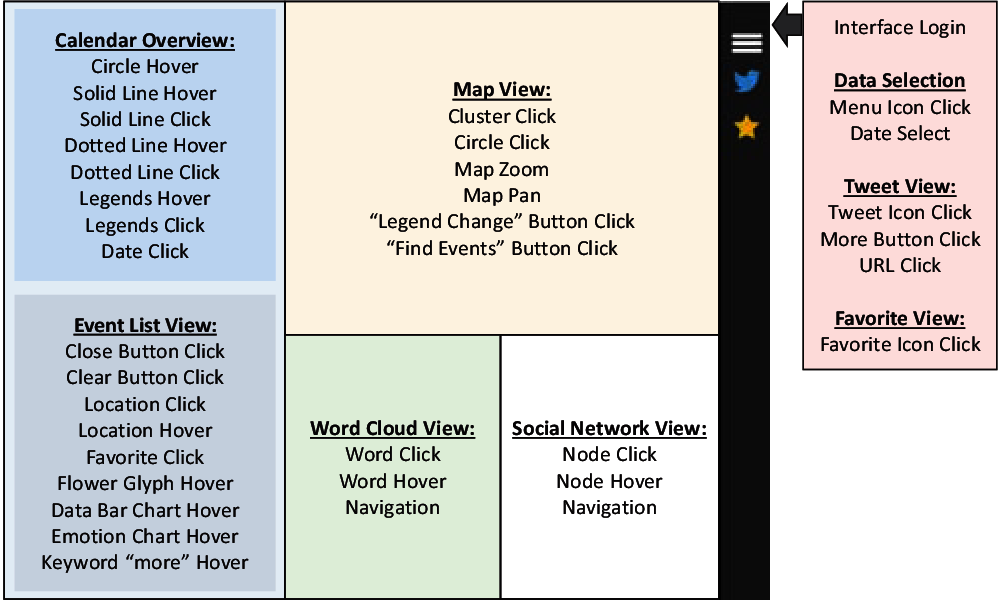 Calendar Overview:
Circle Hover
Solid Line Hover
Solid Line Click
Dotted Line Hover
Dotted Line Click
Legends Hover
Legends Click
Date Click
Event List View:
Close Button Click
Clear Button Click
Location Click
Location Hover
Favorite Click
Flower Glyph Hover
Data Bar Chart Hover
Emotion Chart Hover
Keyword “more” Hover
Map View:
Cluster Click
Circle Click
Map Zoom
Map Pan
“Legend Change” Button Click
“Find Events” Button Click
Word Cloud View:
Word Click
Word Hover
Navigation
Social Network View:
Node Click
Node Hover
Navigation
Interface Login
Data Selection
Menu Icon Click
Date Select
Tweet View:
Tweet Icon Click
More Button Click
URL Click
Favorite View:
Favorite Icon Click